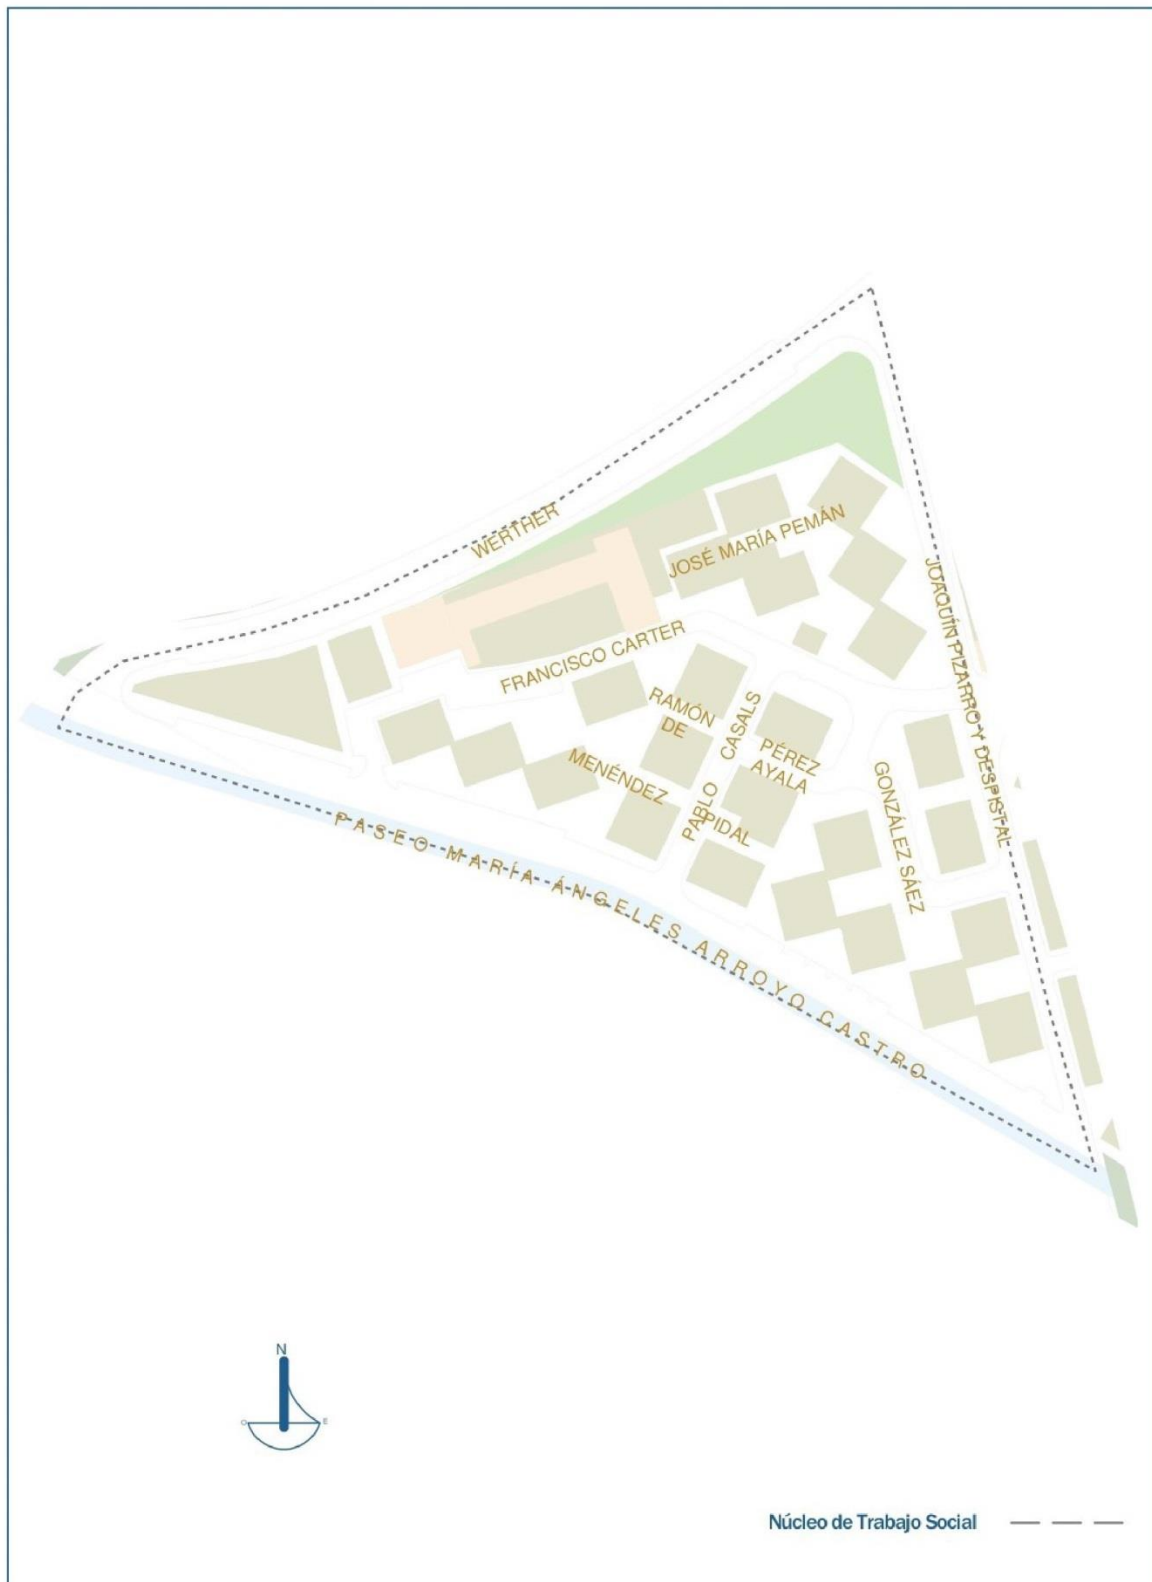 WERTHER
JOSÉ MARÍA PEMÁN
JOAQUÍN PIZARRO Y DESPISTAL
FRANCISCO CARTER
RAMÓN
DE
MENÉNDEZ PIDAL
PABLO CASALS
PÉREZ
AYALA
GONZÁLEZ SÁEZ
PASEO MARÍA ÁNGELES ARROYO CASTRO
N
O E
Núcleo de Trabajo Social